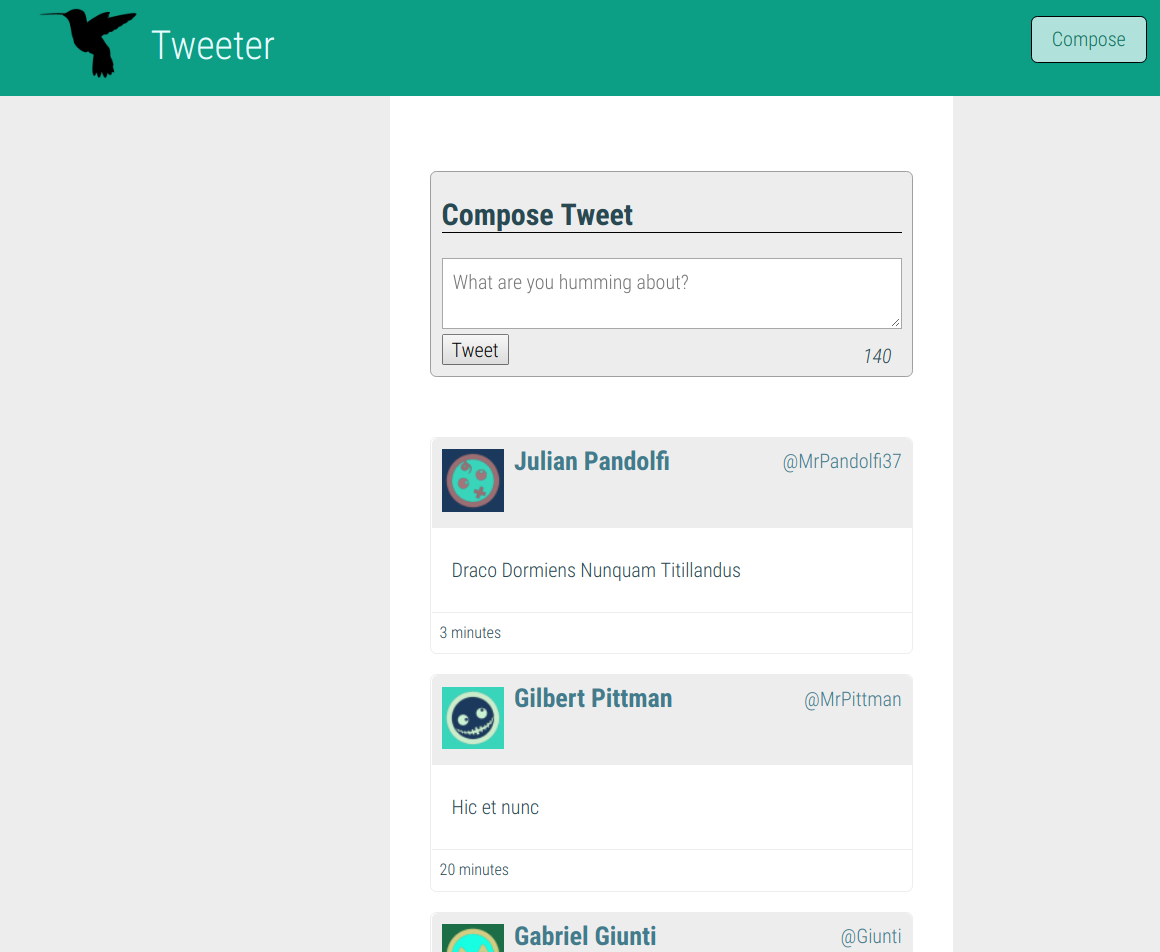 Tweeter
Compose
Compose Tweet
What are you humming about?
Tweet
140
Julian Pandolfi
@MrPandolfi37
Draco Dormiens Nunquam Titillandus
3 minutes
Gilbert Pittman
@MrPittman
Hic et nunc
20 minutes
Gabriel Giunti
@Giunti